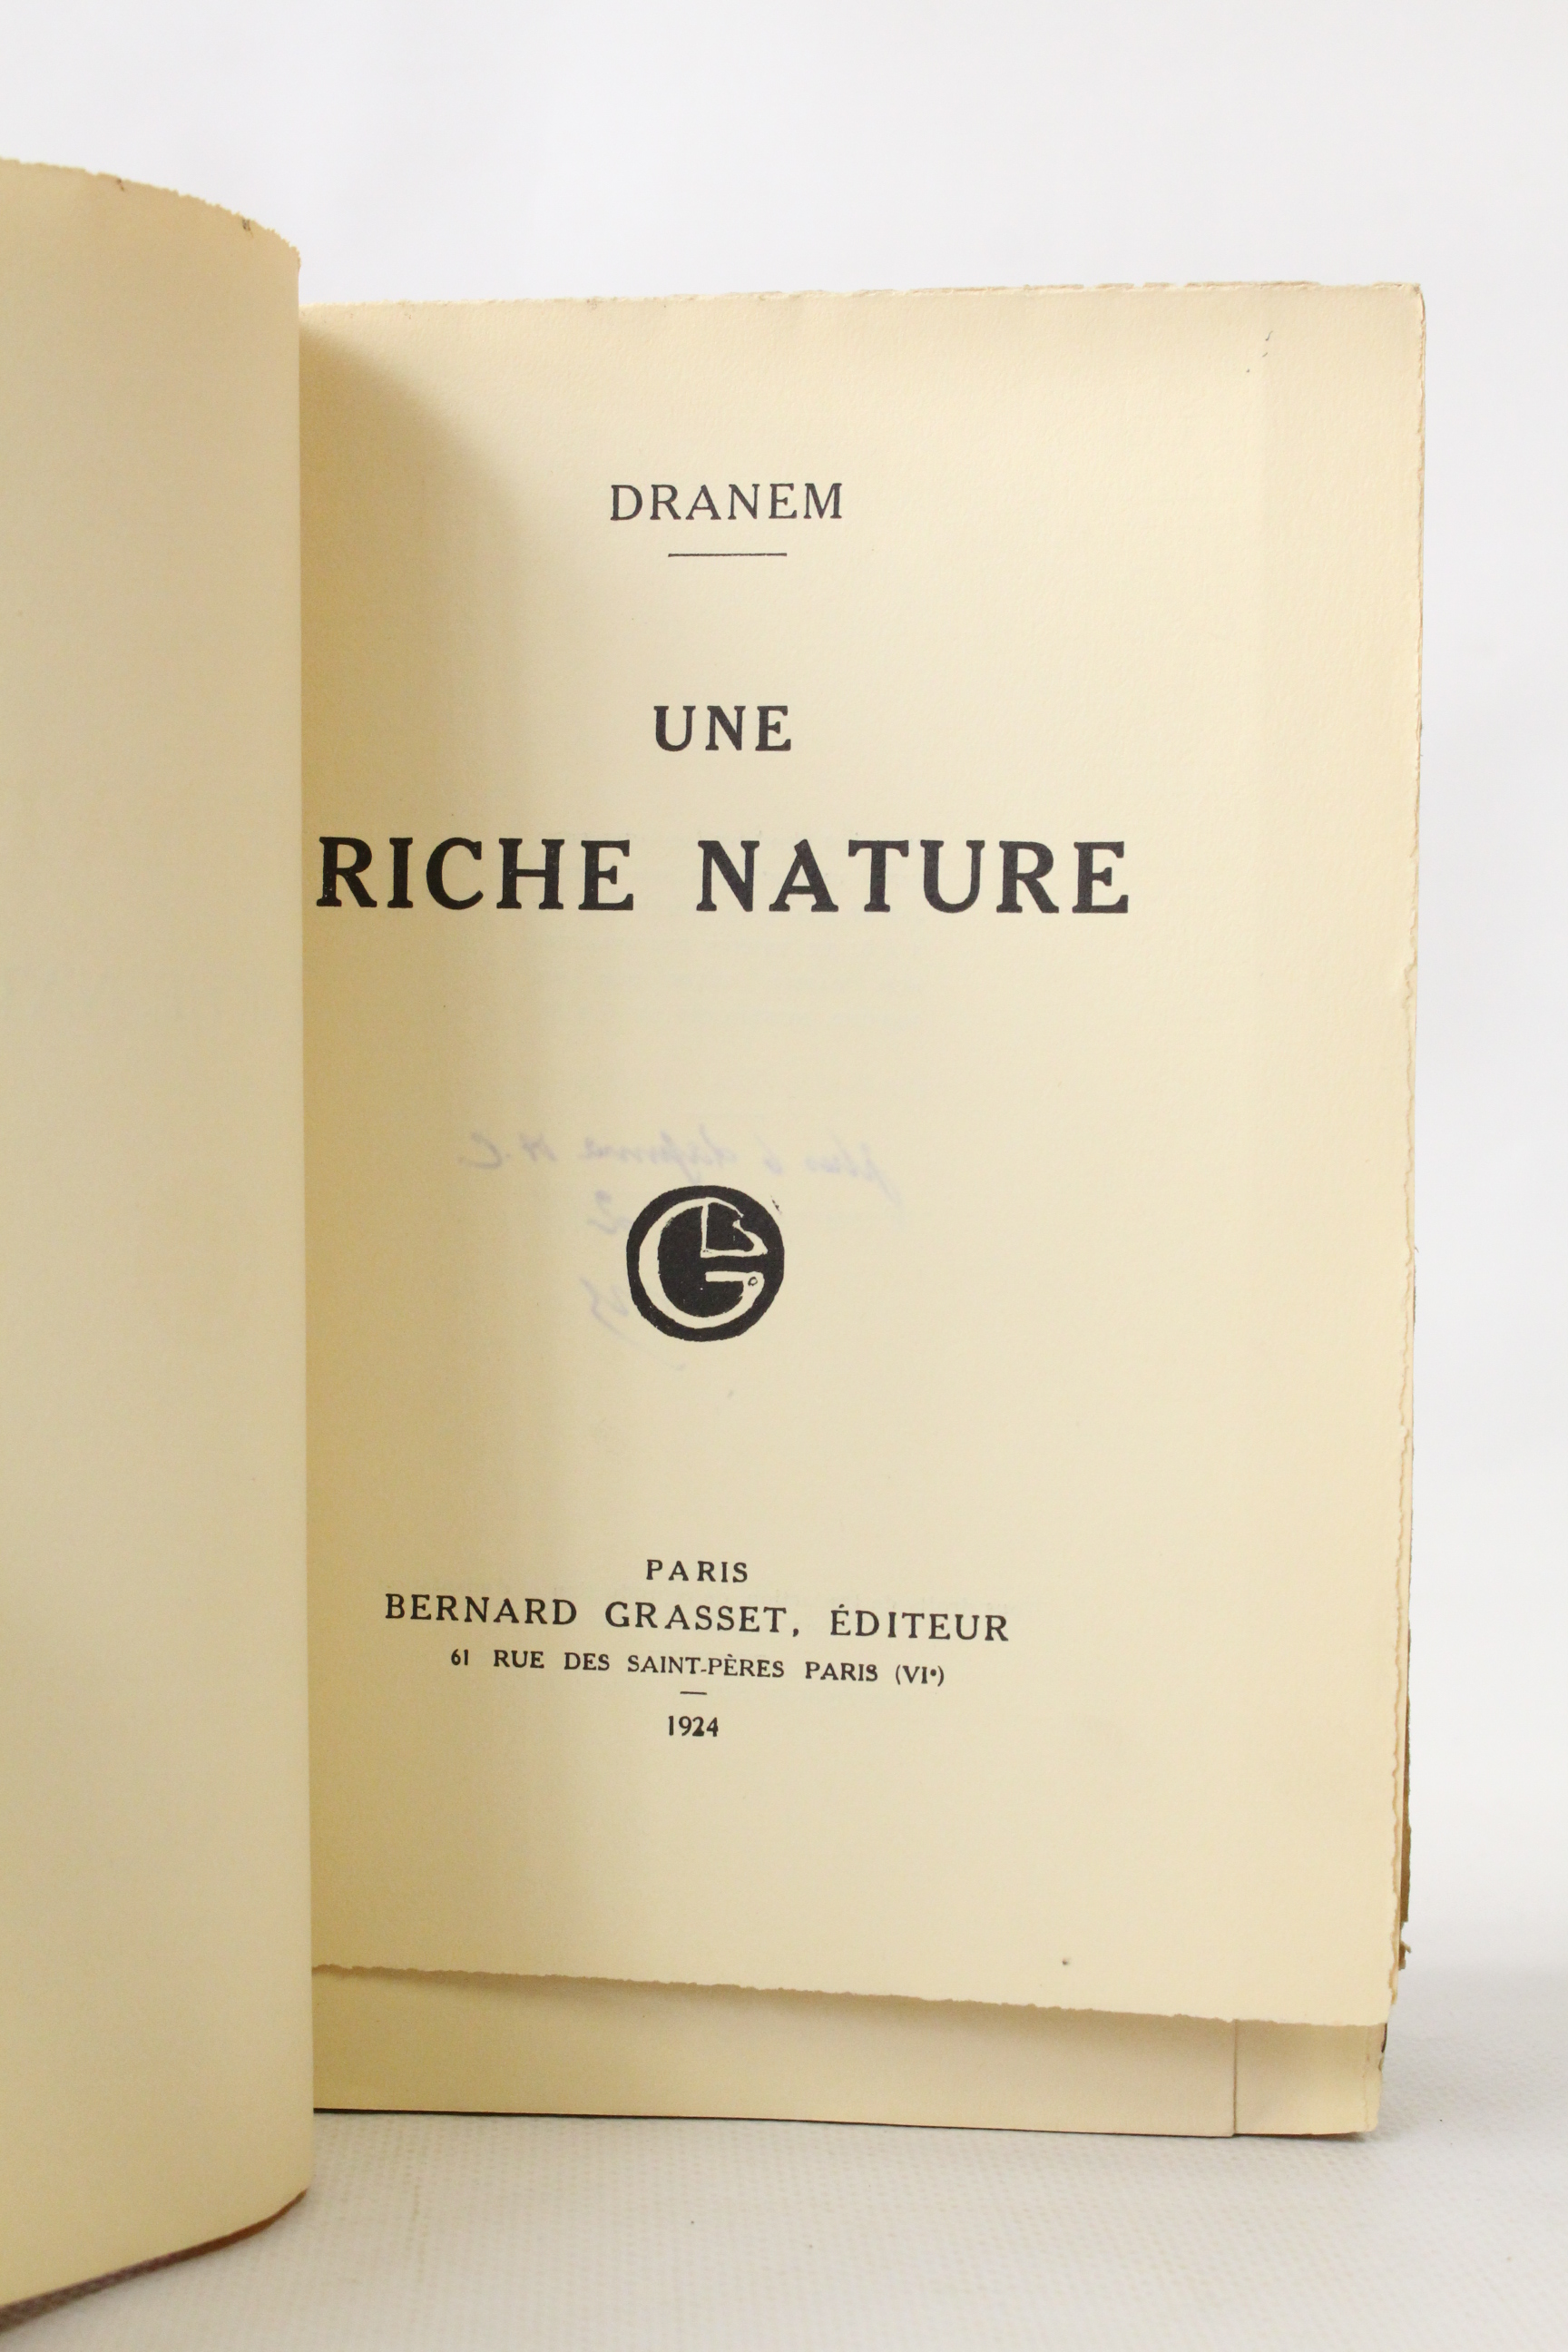 DRANEM
UNE
RICHE NATURE
PARIS
BERNARD GRASSET, ÉDITEUR
61 RUE DES SAINT-PÈRES PARIS (VIᵉ)
1924